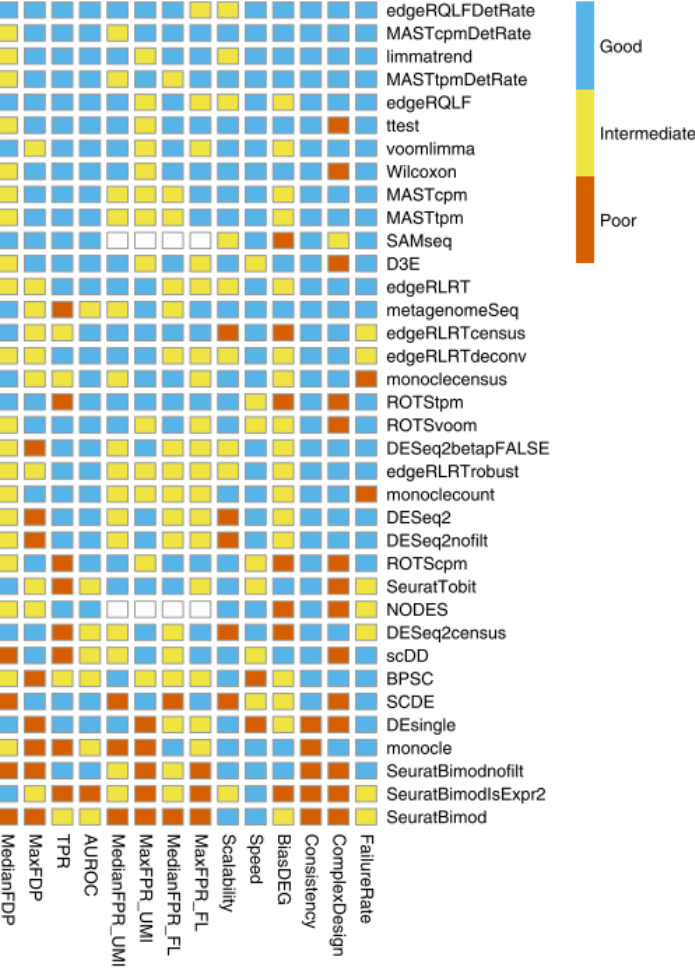 edgeRQLFDetRate
MASTcpmDetRate
limmatrend
MASTtpmDetRate
edgeRQLF
ttest
voomlimma
Wilcoxon
MASTcpm
MASTtpm
SAMseq
D3E
edgeRLRT
metagenomeSeq
edgeRLRTcensus
edgeRLRTdeconv
monoclecensus
ROTStpm
ROTSvoom
DESeq2betapFALSE
edgeRLRTrobust
monoclecount
DESeq2
DESeq2nofilt
ROTScpm
SeuratTobit
NODES
DESeq2census
scDD
BPSC
SCDE
DEsingle
monocle
SeuratBimodnofilt
SeuratBimodIsExpr2
SeuratBimod
Good
Intermediate
Poor
MedianFDP
MaxFDP
TPR
AUROC
MedianFPR_UMI
MaxFPR_UMI
MedianFPR_FL
MaxFPR_FL
Scalability
Speed
BiasDEG
Consistency
ComplexDesign
FailureRate